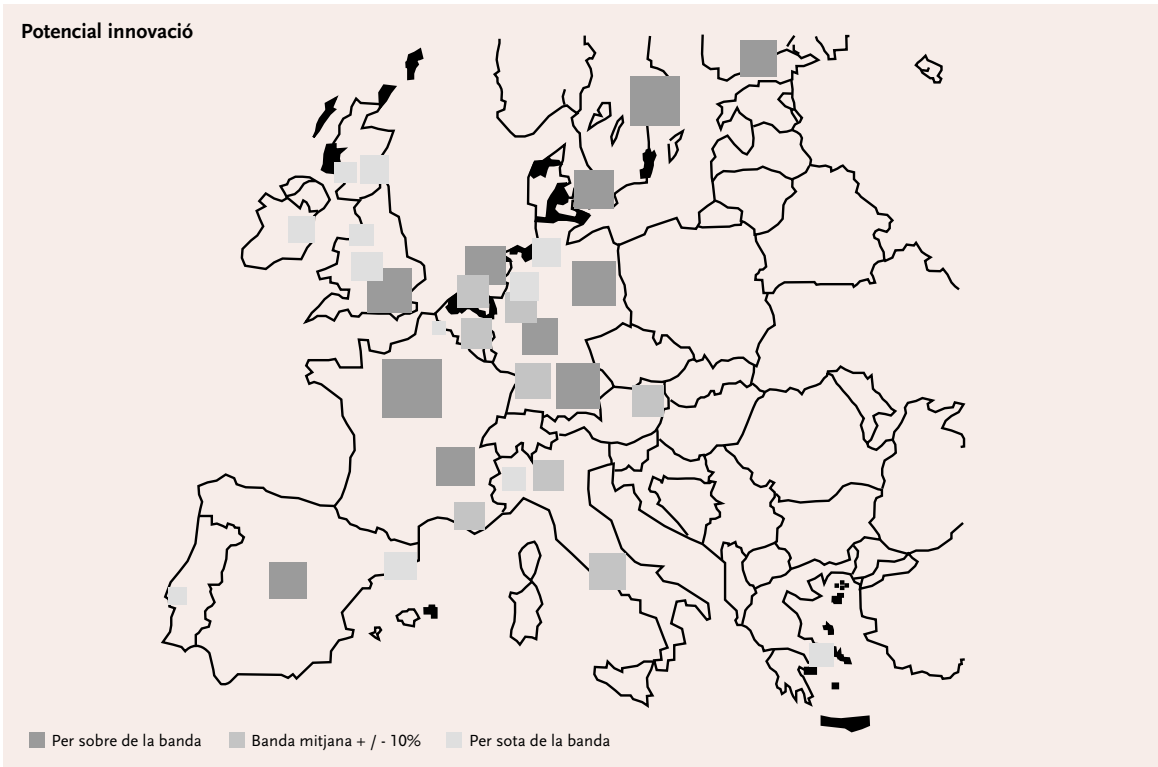 Potencial innovació
Per sobre de la banda
Banda mitjana + / - 10%
Per sota de la banda